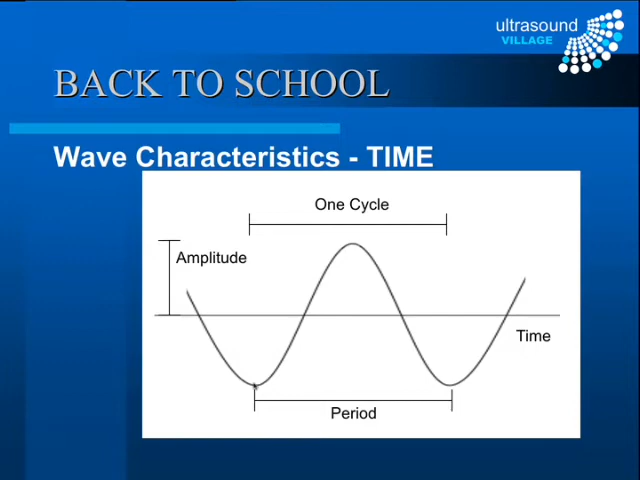 ultrasound
VILLAGE
BACK TO SCHOOL
Wave Characteristics - TIME
One Cycle
Amplitude
Time
Period